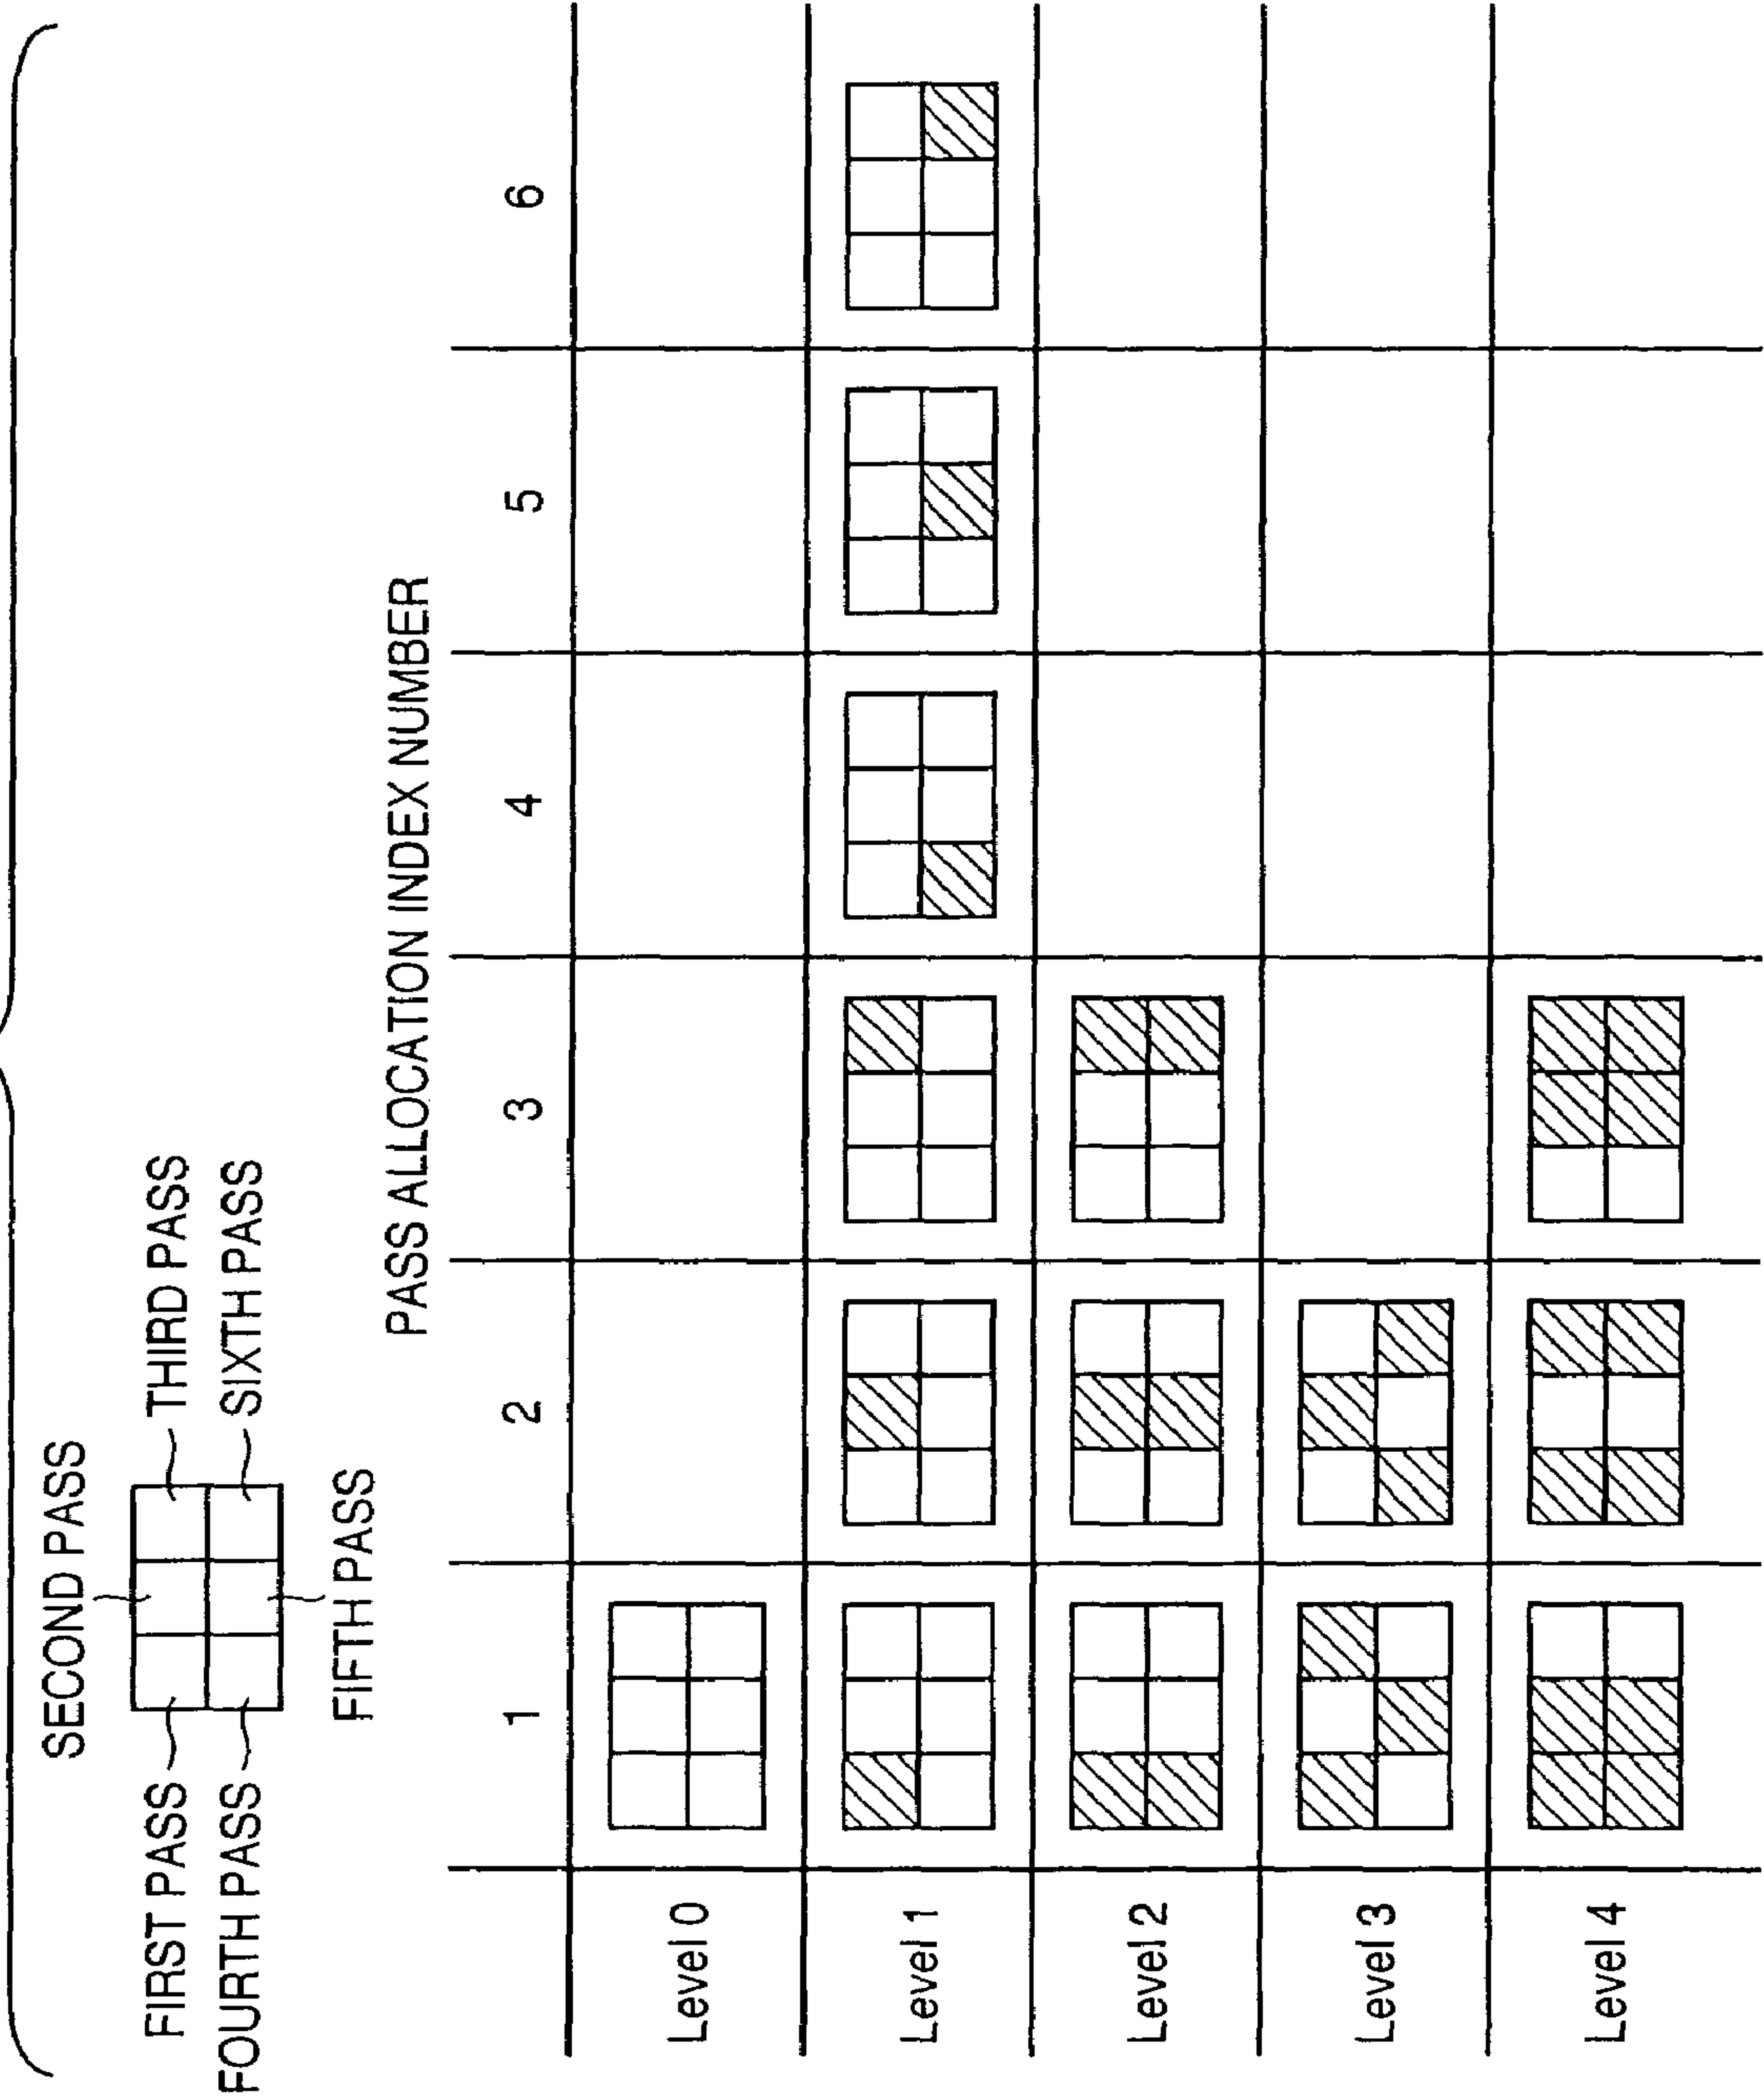 SECOND PASS
FIRST PASS
THIRD PASS
FOURTH PASS
SIXTH PASS
FIFTH PASS
PASS ALLOCATION INDEX NUMBER
1 2 3 4 5 6
Level 0
Level 1
Level 2
Level 3
Level 4